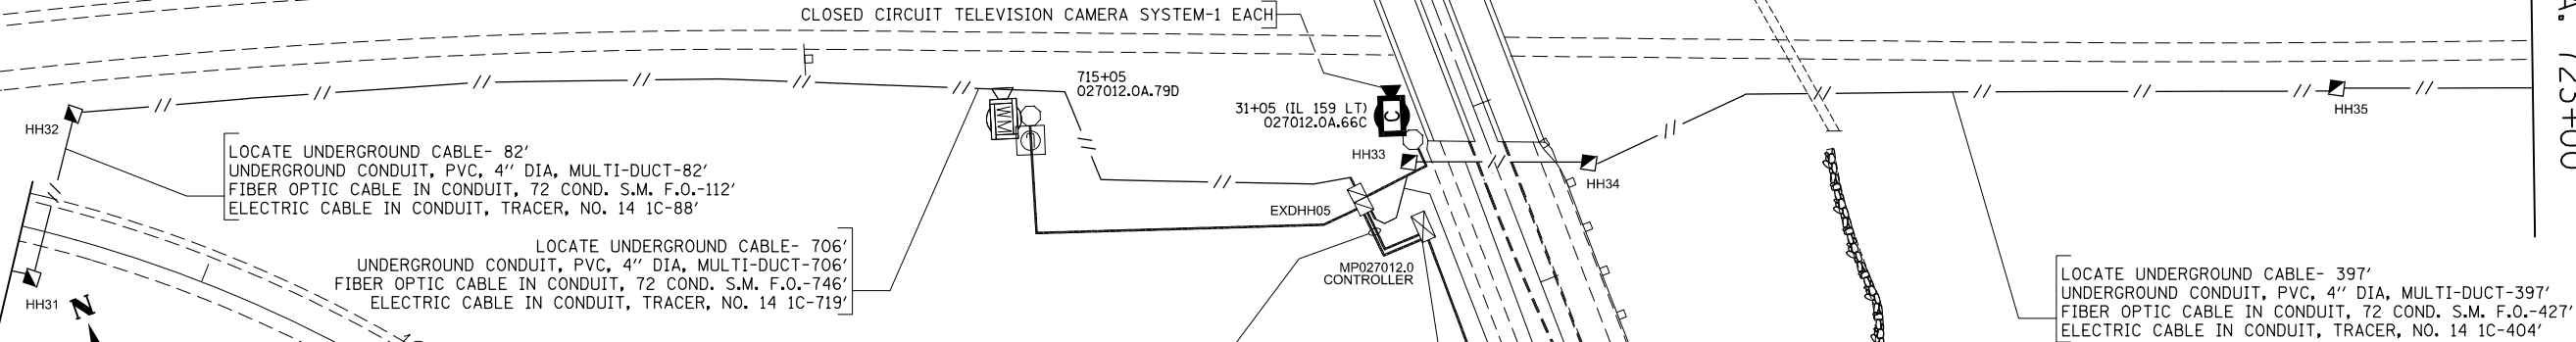 CLOSED CIRCUIT TELEVISION CAMERA SYSTEM-1 EACH
715+05
027012.0A.79D
31+05 (IL 159 LT)
027012.0A.66C
C
WM
HH32
HH33
HH34
HH35
LOCATE UNDERGROUND CABLE- 82'
UNDERGROUND CONDUIT, PVC, 4" DIA, MULTI-DUCT-82'
FIBER OPTIC CABLE IN CONDUIT, 72 COND. S.M. F.O.-112'
ELECTRIC CABLE IN CONDUIT, TRACER, NO. 14 1C-88'
EXDHH05
LOCATE UNDERGROUND CABLE- 706'
UNDERGROUND CONDUIT, PVC, 4" DIA, MULTI-DUCT-706'
FIBER OPTIC CABLE IN CONDUIT, 72 COND. S.M. F.O.-746'
ELECTRIC CABLE IN CONDUIT, TRACER, NO. 14 1C-719'
MP027012.0
CONTROLLER
HH31
N
LOCATE UNDERGROUND CABLE- 397'
UNDERGROUND CONDUIT, PVC, 4" DIA, MULTI-DUCT-397'
FIBER OPTIC CABLE IN CONDUIT, 72 COND. S.M. F.O.-427'
ELECTRIC CABLE IN CONDUIT, TRACER, NO. 14 1C-404'